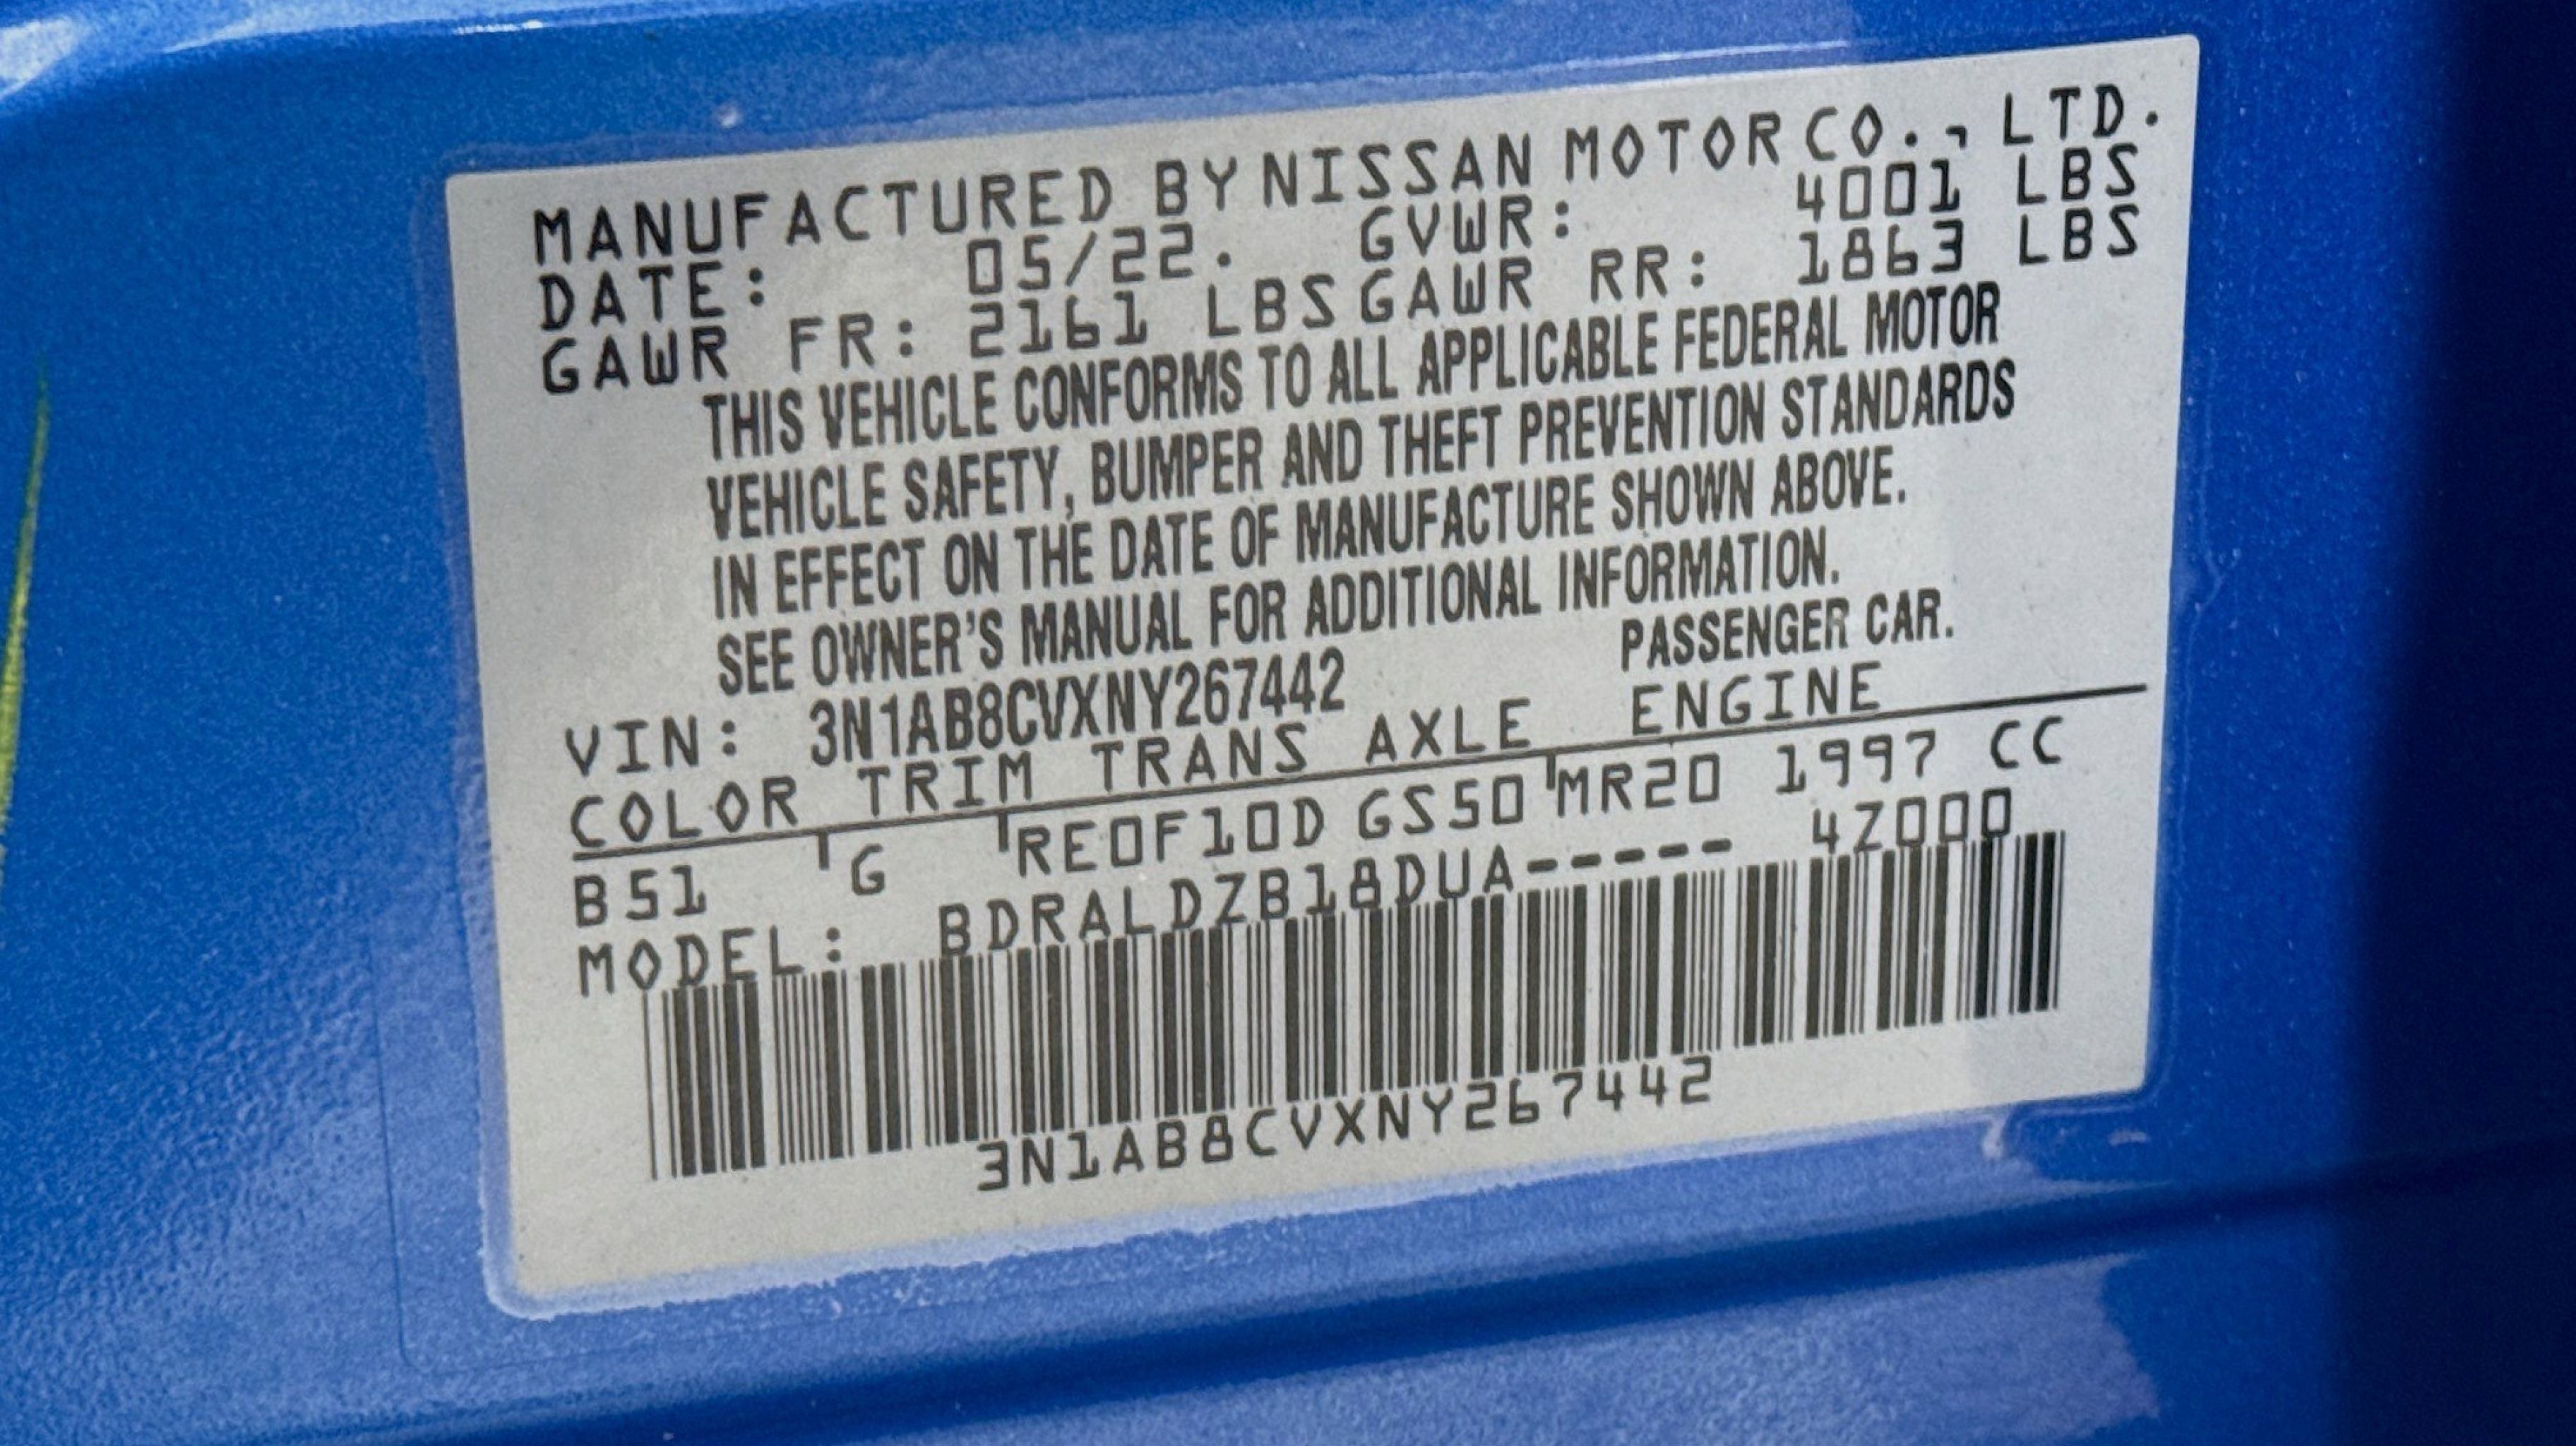 MANUFACTURED BY NISSAN MOTOR CO., LTD.
DATE: 05/22. GVWR: 4001 LBS
GAWR FR: 2161 LBS GAWR RR: 1863 LBS
THIS VEHICLE CONFORMS TO ALL APPLICABLE FEDERAL MOTOR
VEHICLE SAFETY, BUMPER AND THEFT PREVENTION STANDARDS
IN EFFECT ON THE DATE OF MANUFACTURE SHOWN ABOVE.
SEE OWNER'S MANUAL FOR ADDITIONAL INFORMATION.
VIN: 3N1AB8CVXNY267442 PASSENGER CAR.
COLOR TRIM TRANS AXLE ENGINE
B51 G RE0F10D GS50 MR20 1997 CC
MODEL: BDRALDZB18DUA----- 4Z000
3N1AB8CVXNY267442